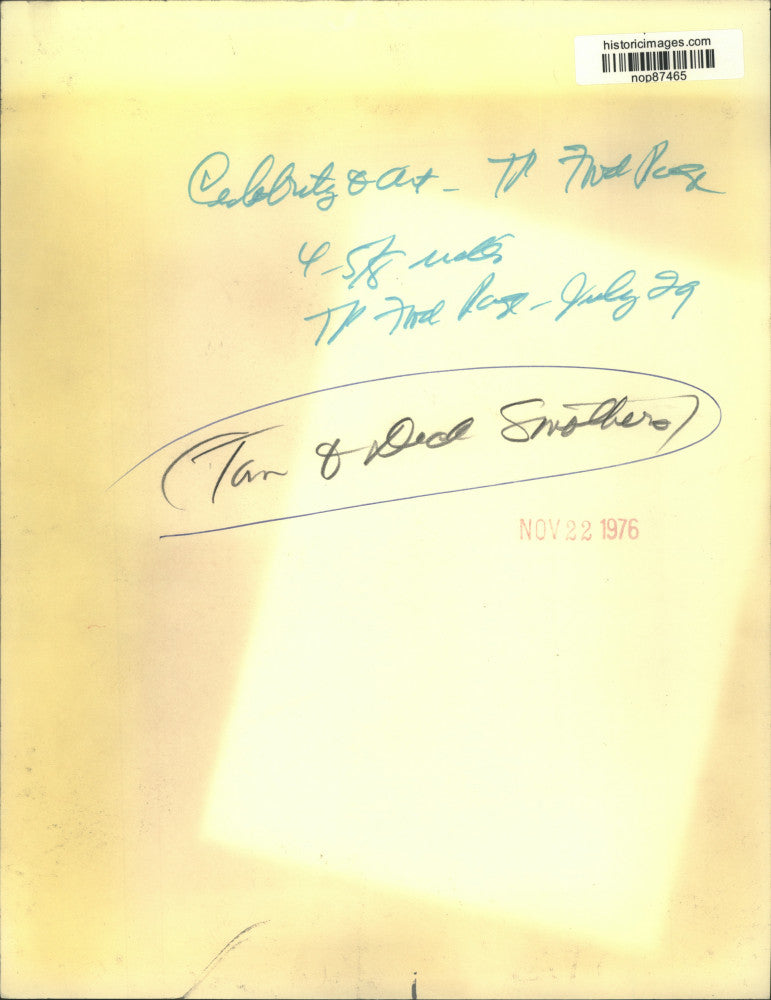 historicimages.com
nop87465
Celebrity & Art - TP Food Page
4-5/8
TP Food Page - July 29
(Tom & Dick Smothers)
NOV 22 1976